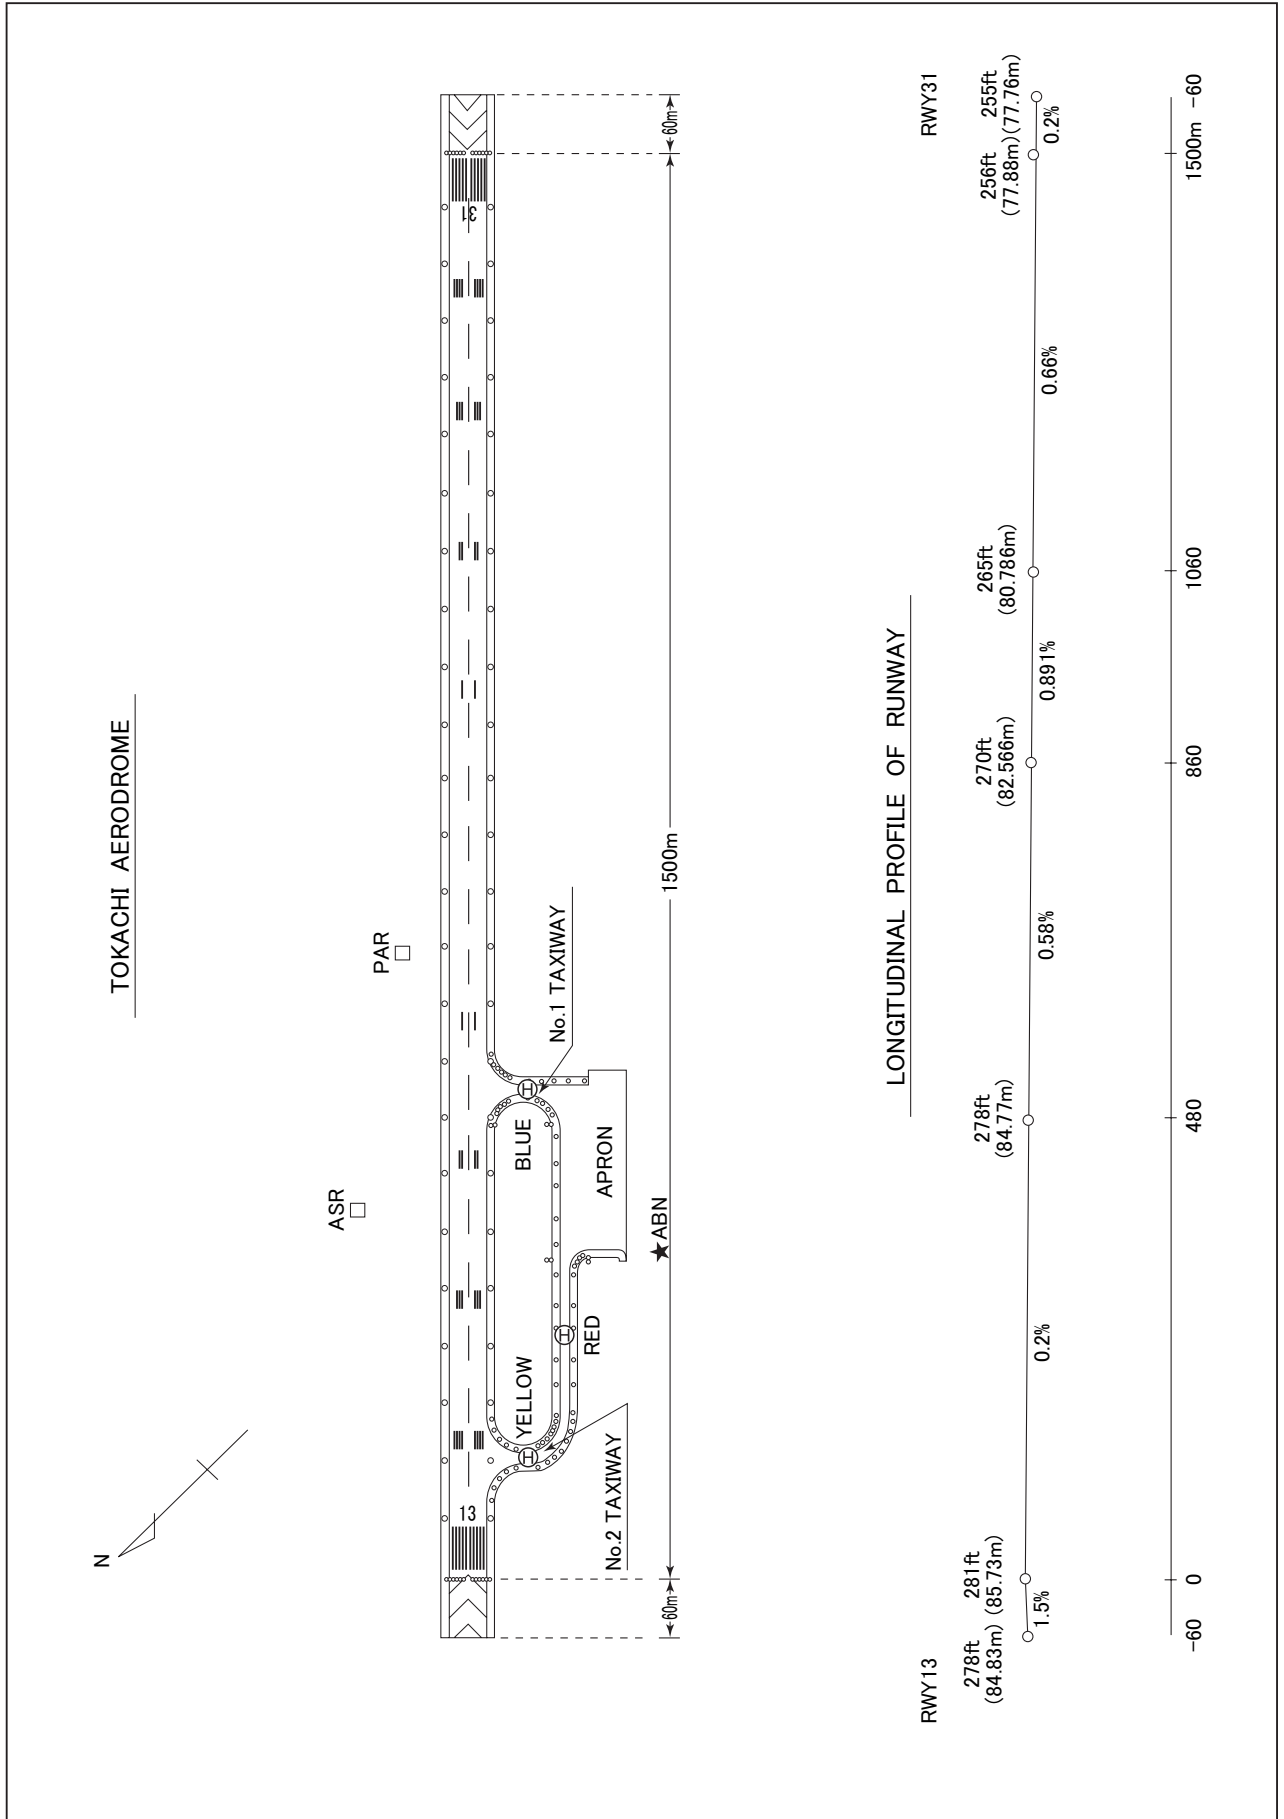 TOKACHI AERODROME
N
ASR
PAR
13
31
YELLOW
BLUE
RED
H
H
H
No.1 TAXIWAY
No.2 TAXIWAY
APRON
ABN
60m
1500m
60m
LONGITUDINAL PROFILE OF RUNWAY
RWY13
RWY31
278ft
(84.83m)
281ft
(85.73m)
278ft
(84.77m)
270ft
(82.566m)
265ft
(80.786m)
256ft
(77.88m)
255ft
(77.76m)
1.5%
0.2%
0.58%
0.891%
0.66%
0.2%
-60
0
480
860
1060
1500m
-60